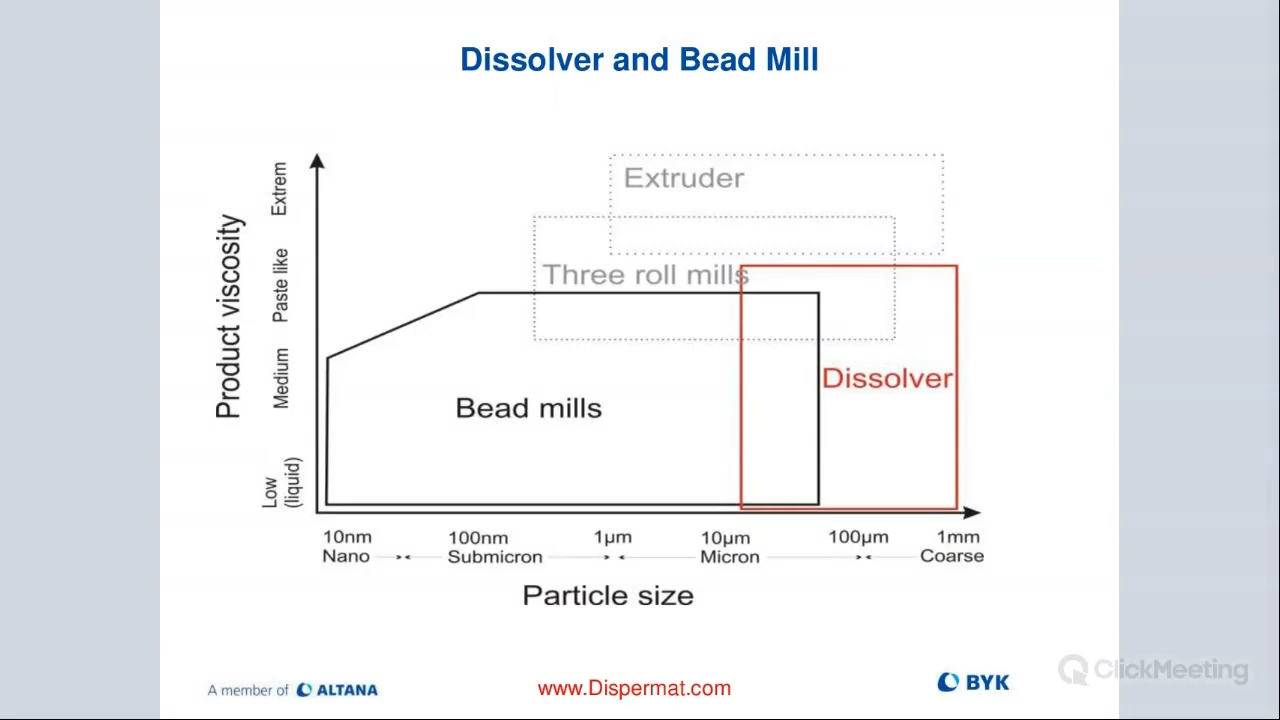 Dissolver and Bead Mill
Product viscosity
Extrem
Paste like
Medium
Low
(liquid)
Extruder
Three roll mills
Dissolver
Bead mills
10nm 100nm 1µm 10µm 100µm 1mm
Nano Submicron Micron Coarse
Particle size
A member of ALTANA
www.Dispermat.com
BYK
ClickMeeting